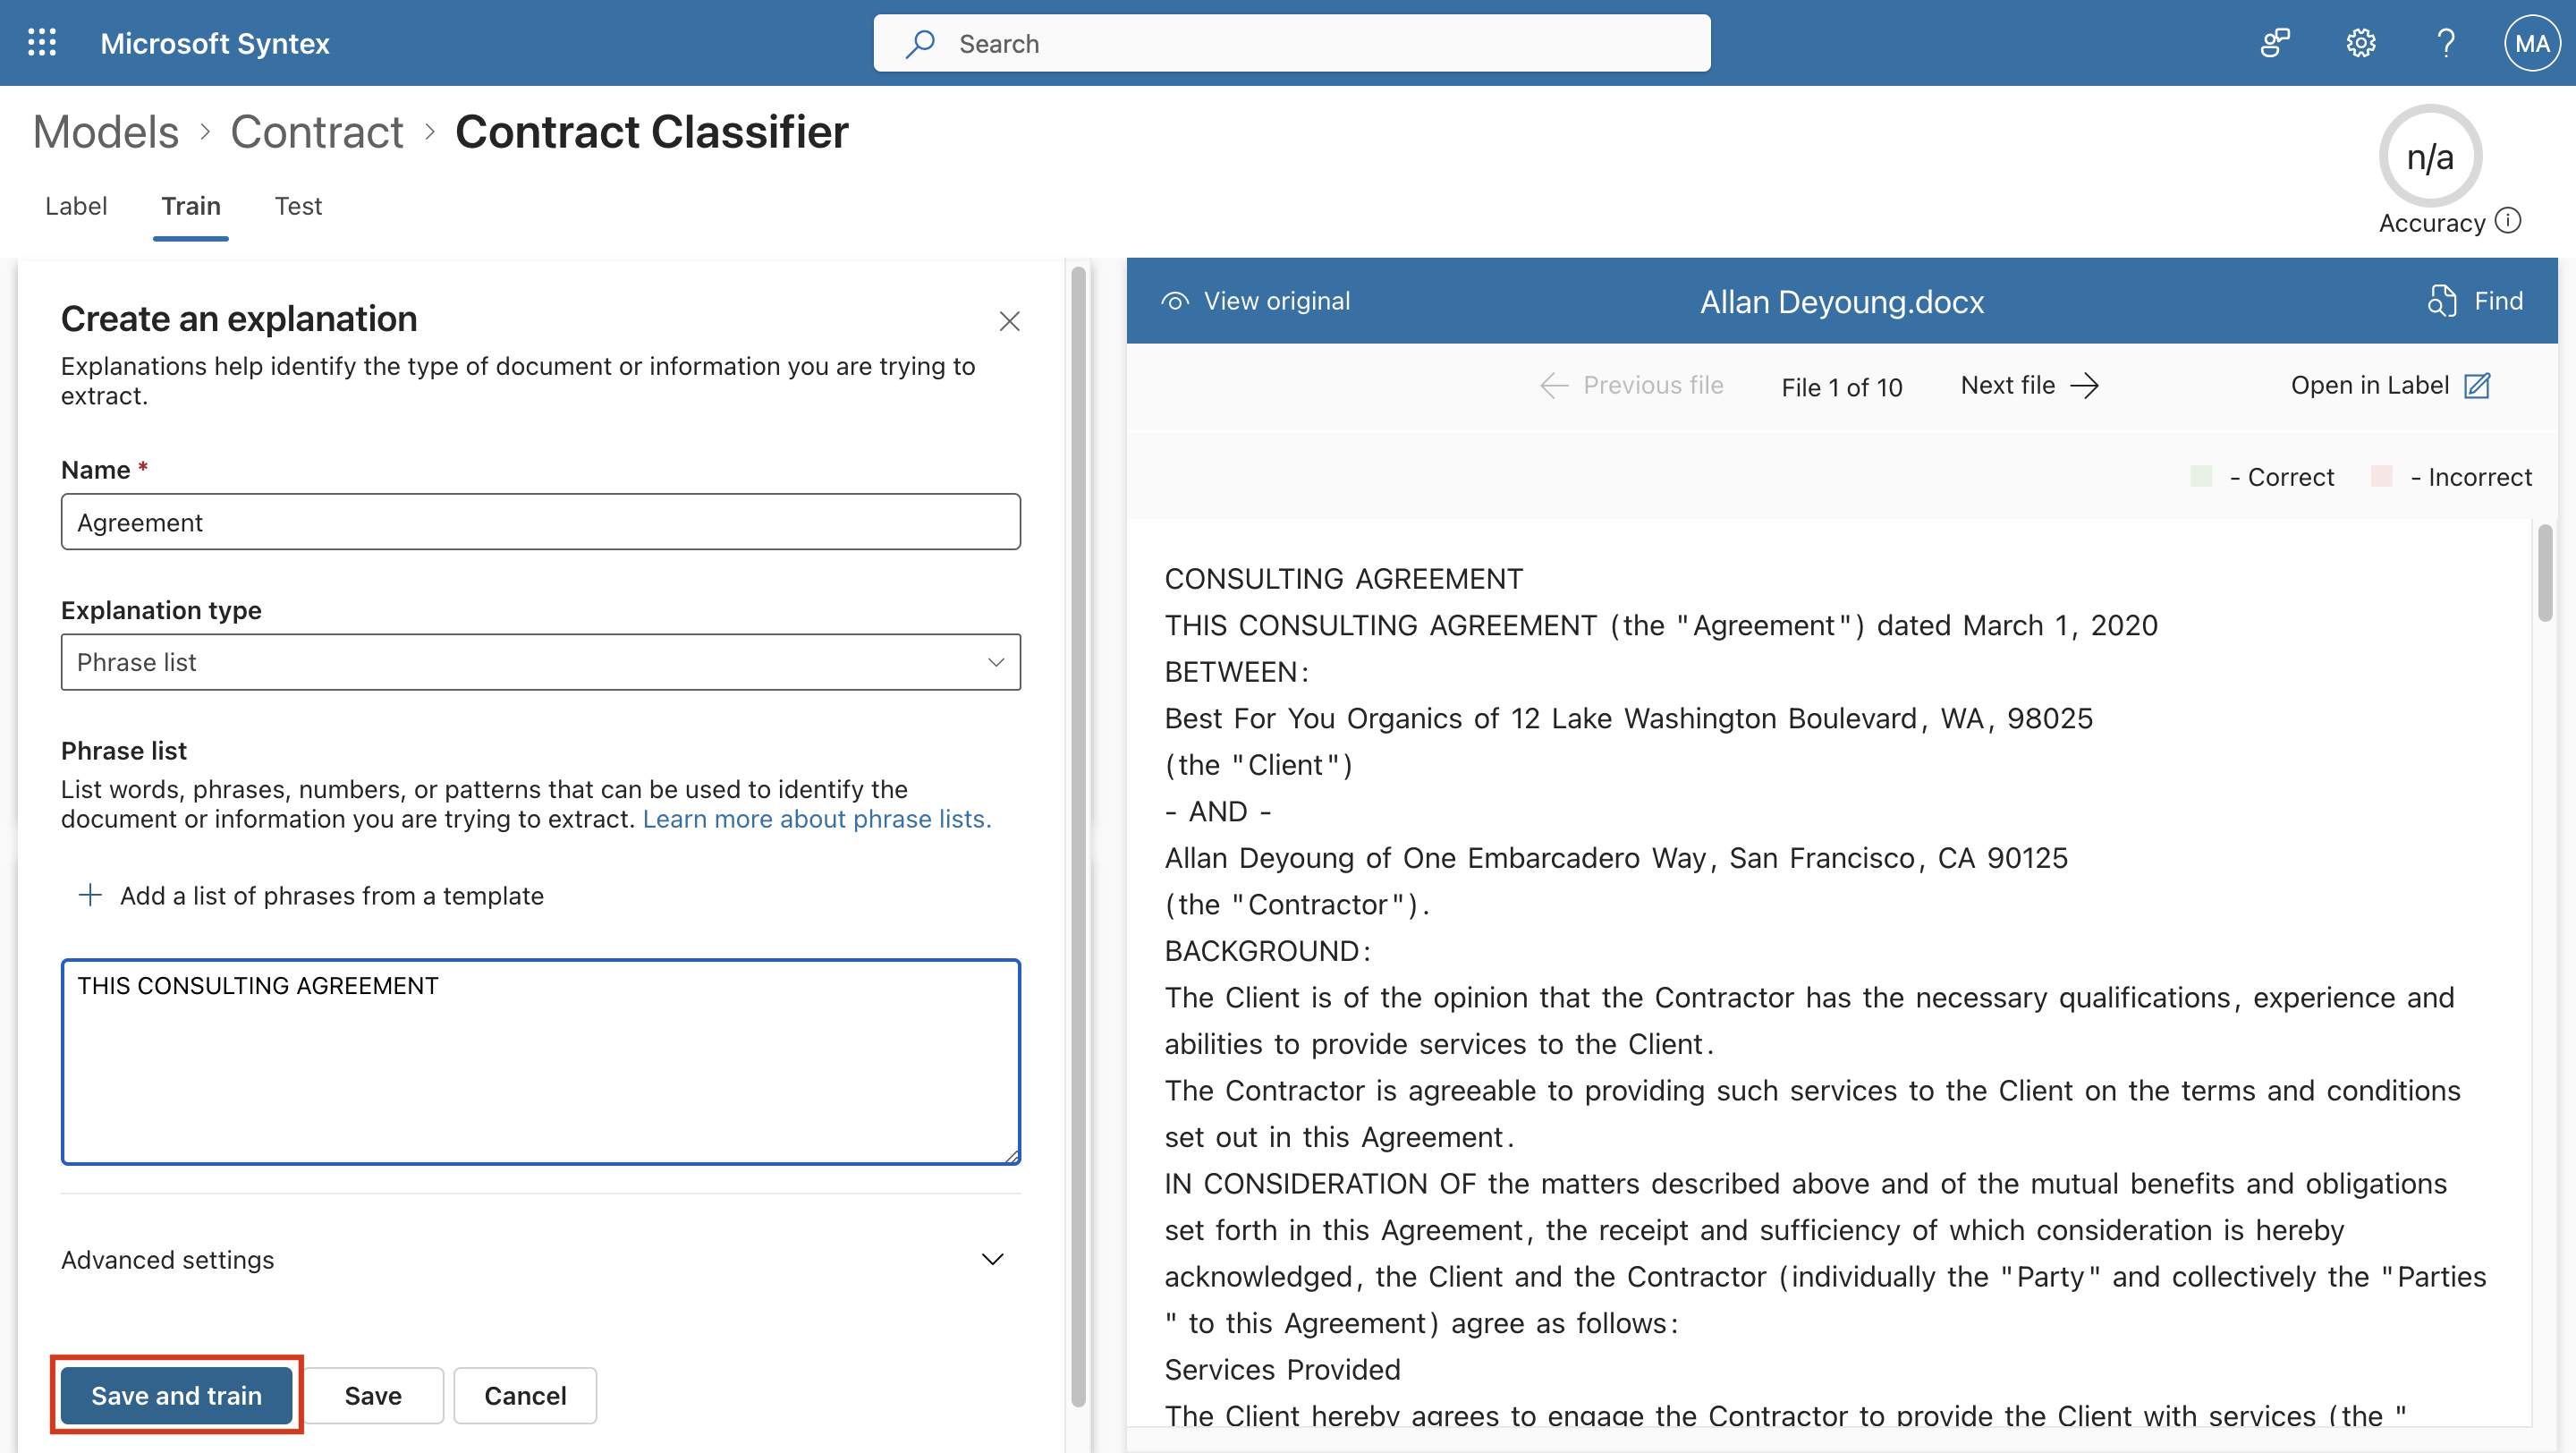 Microsoft Syntex
Search
MA
Models > Contract > Contract Classifier
n/a
Accuracy
Label Train Test
Create an explanation
Explanations help identify the type of document or information you are trying to
extract.
Name *
Agreement
Explanation type
Phrase list
Phrase list
List words, phrases, numbers, or patterns that can be used to identify the
document or information you are trying to extract. Learn more about phrase lists.
+ Add a list of phrases from a template
THIS CONSULTING AGREEMENT
Advanced settings
Save and train Save Cancel
View original Allan Deyoung.docx Find
Previous file File 1 of 10 Next file Open in Label
- Correct - Incorrect
CONSULTING AGREEMENT
THIS CONSULTING AGREEMENT (the "Agreement") dated March 1, 2020
BETWEEN:
Best For You Organics of 12 Lake Washington Boulevard, WA, 98025
(the "Client")
- AND -
Allan Deyoung of One Embarcadero Way, San Francisco, CA 90125
(the "Contractor").
BACKGROUND:
The Client is of the opinion that the Contractor has the necessary qualifications, experience and
abilities to provide services to the Client.
The Contractor is agreeable to providing such services to the Client on the terms and conditions
set out in this Agreement.
IN CONSIDERATION OF the matters described above and of the mutual benefits and obligations
set forth in this Agreement, the receipt and sufficiency of which consideration is hereby
acknowledged, the Client and the Contractor (individually the "Party" and collectively the "Parties
" to this Agreement) agree as follows:
Services Provided
The Client hereby agrees to engage the Contractor to provide the Client with services (the "